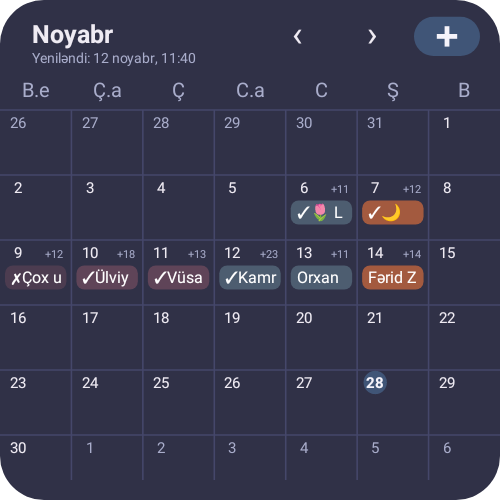 Noyabr
Yeniləndi: 12 noyabr, 11:40
B.e Ç.a Ç C.a C Ş B
26 27 28 29 30 31 1
2 3 4 5 6 +11 7 +12 8
✓🌷 L ✓🌙
9 +12 10 +18 11 +13 12 +23 13 +11 14 +14 15
✗Çox u ✓Ülviy ✓Vüsa ✓Kamr Orxan Fərid Z
16 17 18 19 20 21 22
23 24 25 26 27 28 29
30 1 2 3 4 5 6